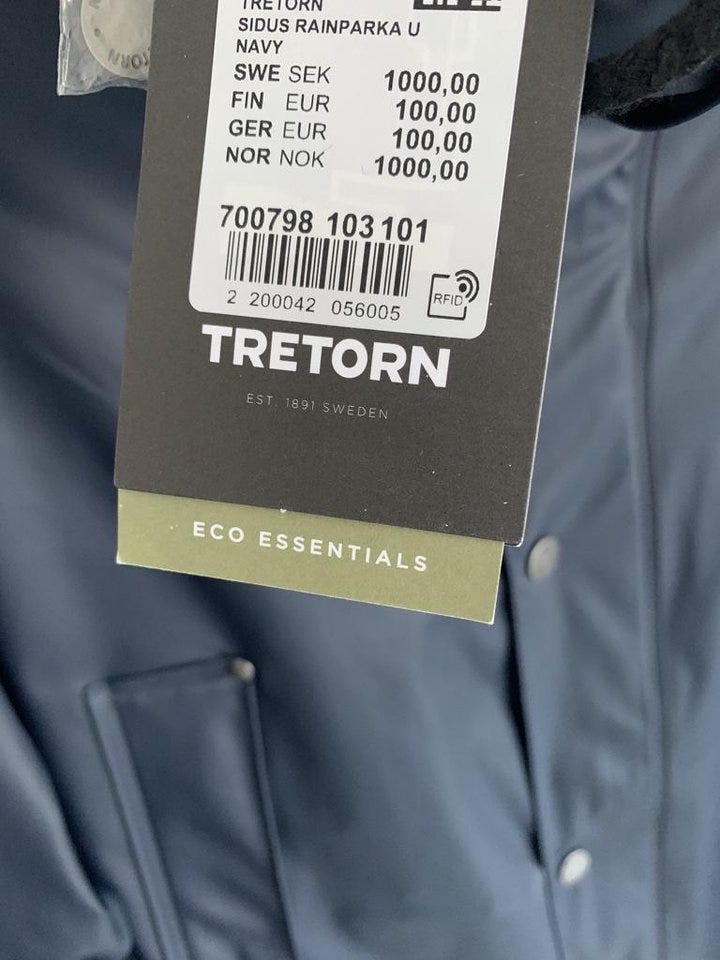 TRETORN
TRETORN
SIDUS RAINPARKA U
NAVY
SWE SEK 1000,00
FIN EUR 100,00
GER EUR 100,00
NOR NOK 1000,00
700798 103101
2 200042 056005
RFID
TRETORN
EST. 1891 SWEDEN
ECO ESSENTIALS